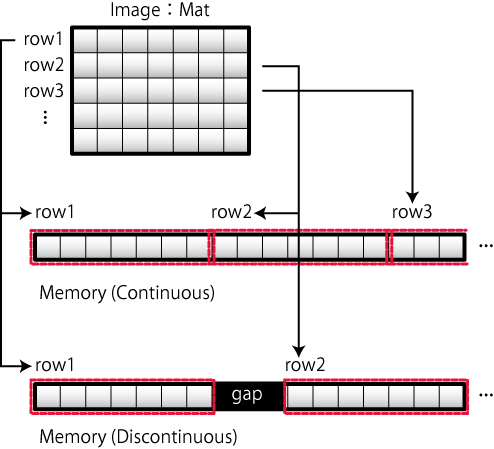 Image：Mat
row1
row2
row3
...
row1
row2
row3
...
Memory (Continuous)
row1
row2
gap
...
Memory (Discontinuous)